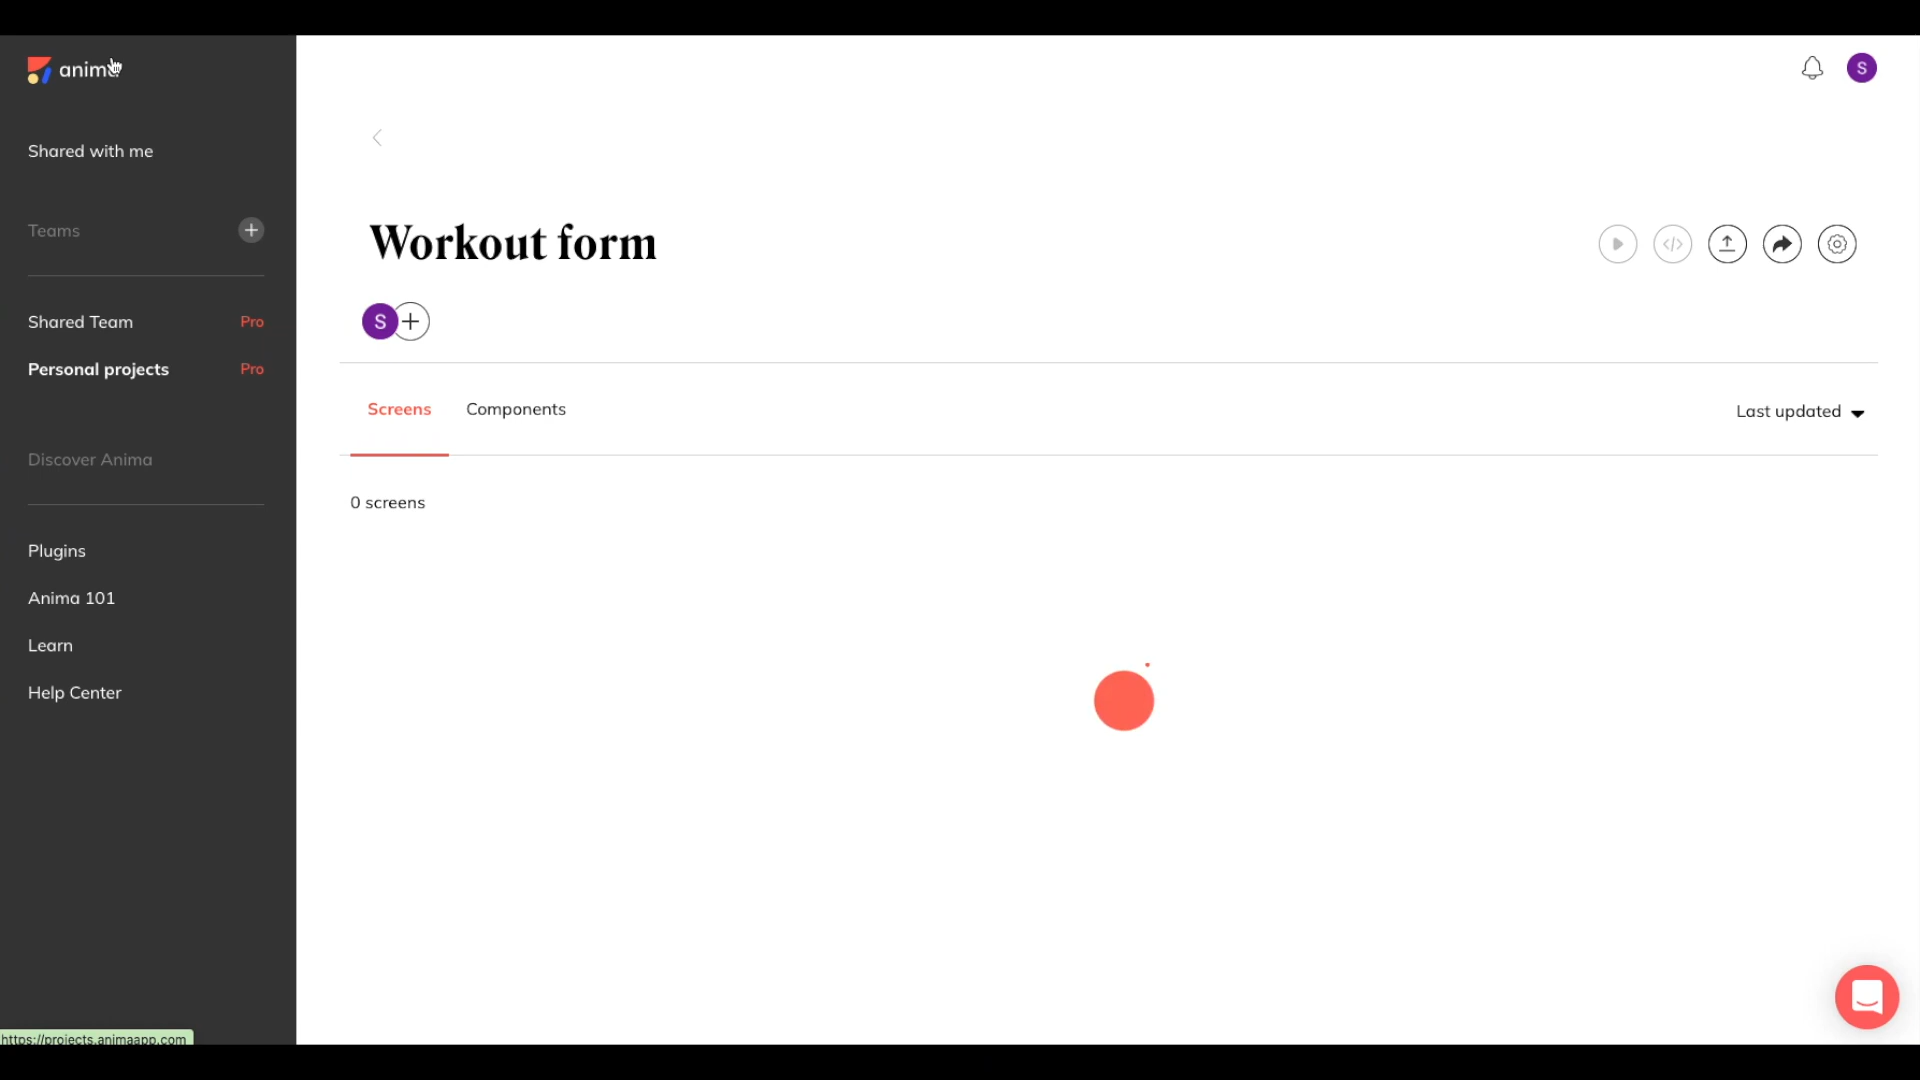 anima
S
Shared with me
Teams
Workout form
S
Shared Team Pro
Personal projects Pro
Screens
Components
Last updated
Discover Anima
0 screens
Plugins
Anima 101
Learn
Help Center
https://projects.animaapp.com